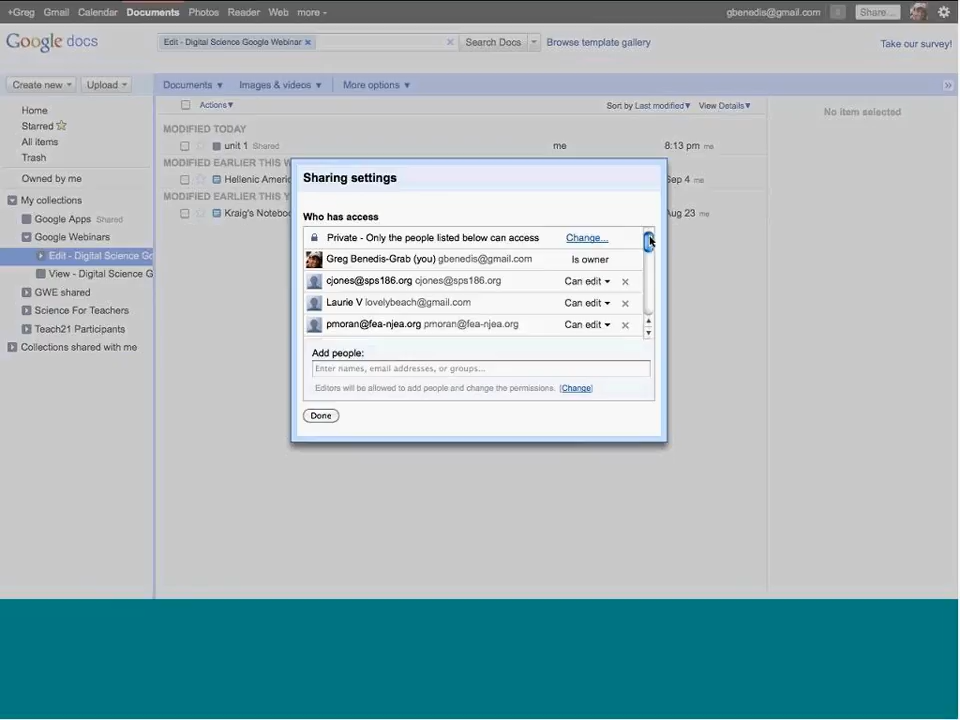 +Greg Gmail Calendar Documents Photos Reader Web more gbenedis@gmail.com Share...
Google docs Edit - Digital Science Google Webinar × × Search Docs Browse template gallery Take our survey!
Create new Upload Documents Images & videos More options »
Home Actions Sort by Last modified View Details No item selected
Starred MODIFIED TODAY
All items unit 1 Shared me 8:13 pm me
Trash MODIFIED EARLIER THIS W
Owned by me Hellenic Americ Sep 4 me
My collections MODIFIED EARLIER THIS Y
Google Apps Shared Kraig's Notebo Aug 23 me
Google Webinars
Edit - Digital Science Go
View - Digital Science G
GWE shared
Science For Teachers
Teach21 Participants
Collections shared with me
Sharing settings
Who has access
Private - Only the people listed below can access Change...
Greg Benedis-Grab (you) gbenedis@gmail.com Is owner
cjones@sps186.org cjones@sps186.org Can edit ×
Laurie V lovelybeach@gmail.com Can edit ×
pmoran@fea-njea.org pmoran@fea-njea.org Can edit ×
Add people:
Enter names, email addresses, or groups...
Editors will be allowed to add people and change the permissions. [Change]
Done